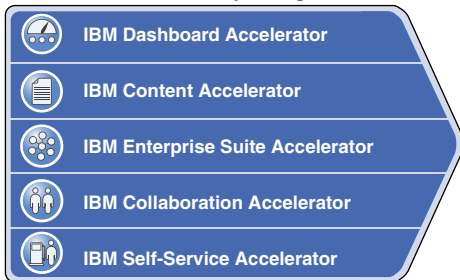 IBM Dashboard Accelerator
IBM Content Accelerator
IBM Enterprise Suite Accelerator
IBM Collaboration Accelerator
IBM Self-Service Accelerator